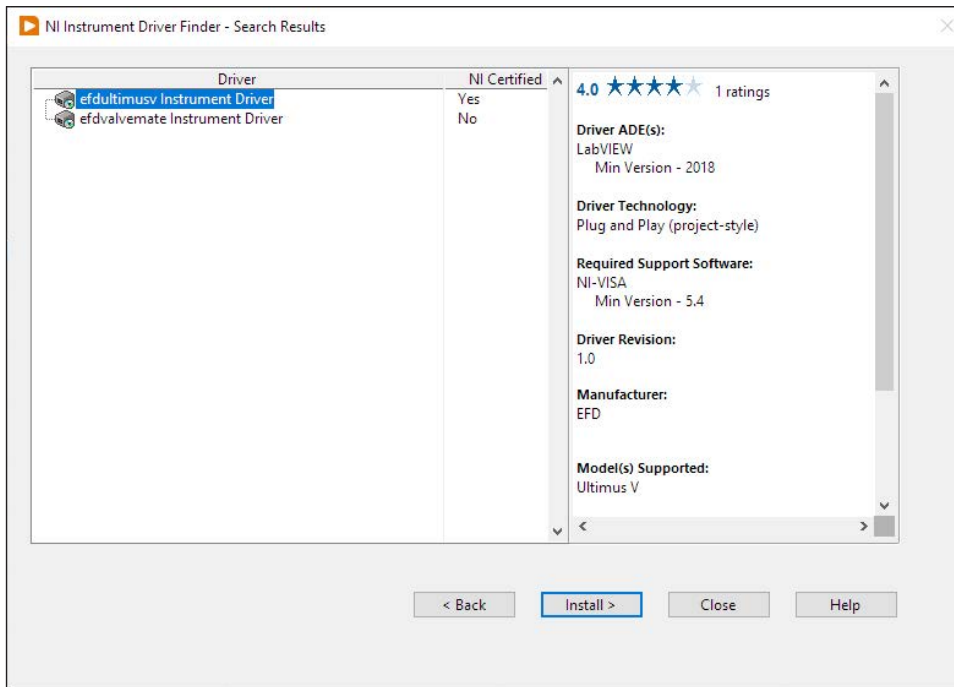 NI Instrument Driver Finder - Search Results
Driver NI Certified
efdultimusv Instrument Driver Yes
efdvalvemate Instrument Driver No
4.0 1 ratings
Driver ADE(s):
LabVIEW
Min Version - 2018
Driver Technology:
Plug and Play (project-style)
Required Support Software:
NI-VISA
Min Version - 5.4
Driver Revision:
1.0
Manufacturer:
EFD
Model(s) Supported:
Ultimus V
< Back Install > Close Help